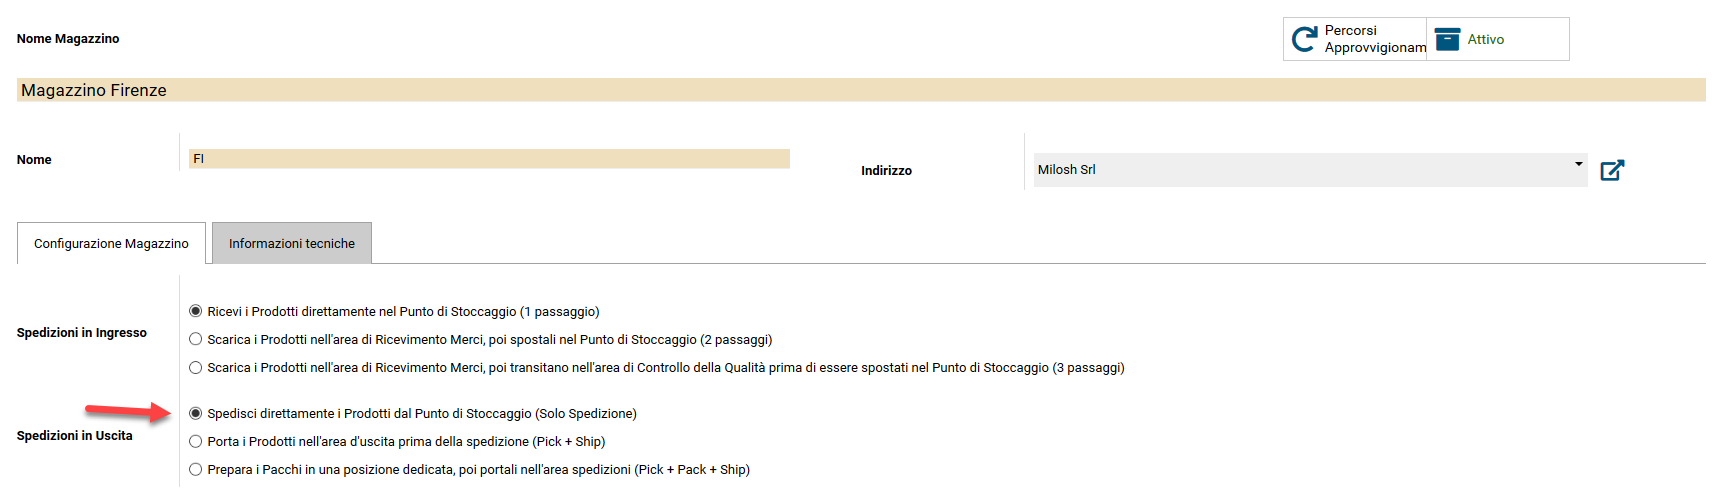 Nome Magazzino
Percorsi
Approvvigionam
Attivo
Magazzino Firenze
Nome
FI
Indirizzo
Milosh Srl
Configurazione Magazzino
Informazioni tecniche
Spedizioni in Ingresso
Ricevi i Prodotti direttamente nel Punto di Stoccaggio (1 passaggio)
Scarica i Prodotti nell'area di Ricevimento Merci, poi spostali nel Punto di Stoccaggio (2 passaggi)
Scarica i Prodotti nell'area di Ricevimento Merci, poi transitano nell'area di Controllo della Qualità prima di essere spostati nel Punto di Stoccaggio (3 passaggi)
Spedizioni in Uscita
Spedisci direttamente i Prodotti dal Punto di Stoccaggio (Solo Spedizione)
Porta i Prodotti nell'area d'uscita prima della spedizione (Pick + Ship)
Prepara i Pacchi in una posizione dedicata, poi portali nell'area spedizioni (Pick + Pack + Ship)